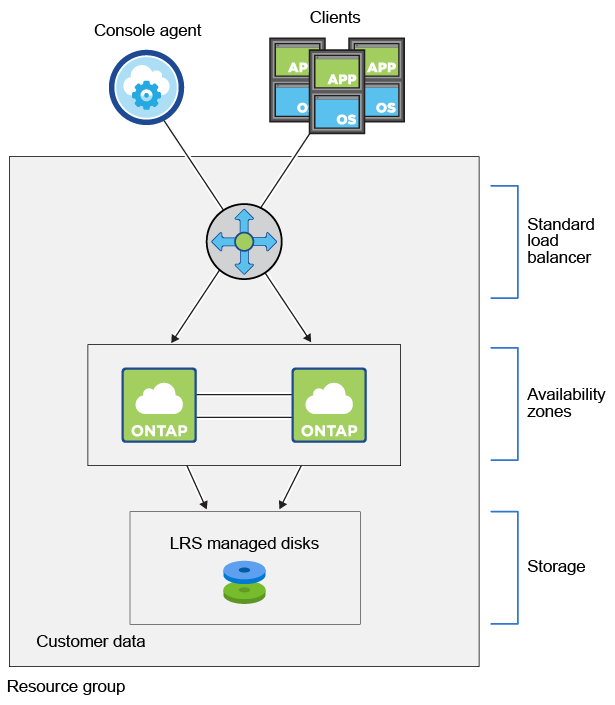 Console agent
Clients
APP
APP
APP
OS
OS
OS
Standard
load
balancer
ONTAP
ONTAP
Availability
zones
LRS managed disks
Storage
Customer data
Resource group